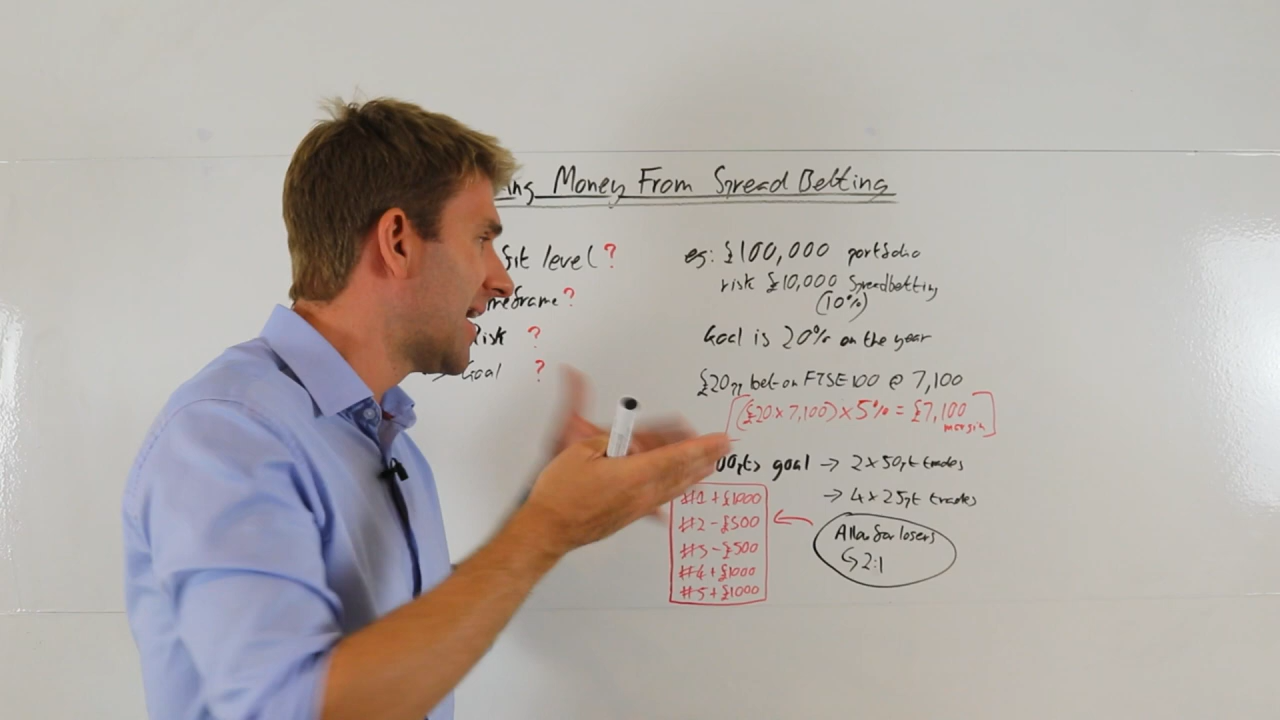 ing Money From Spread Betting
fit level?
meframe?
Risk ?
Goal ?
eg: £100,000 portfolio
risk £10,000 Spreadbetting
(10%)
Goal is 20% on the year
£20pp bet on FTSE100 @ 7,100
(£20 x 7,100) x 5% = £7,100
margin
00pts goal → 2 x 50pt trades
→ 4 x 25pt trades
#1 + £1000
#2 - £500
#3 - £500
#4 + £1000
#5 + £1000
Allow for losers
↳ 2:1